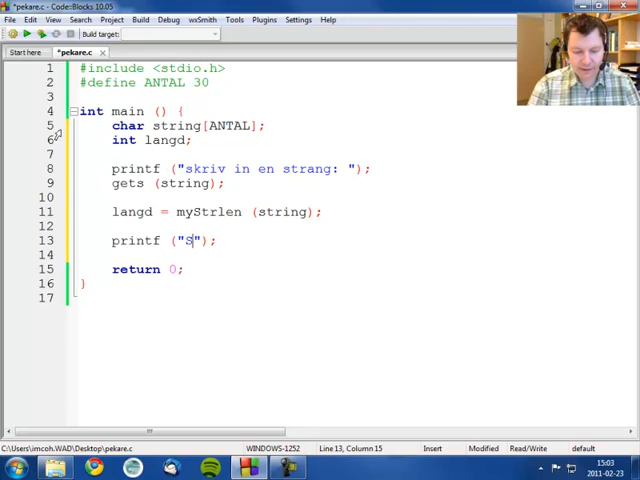 *pekare.c - Code::Blocks 10.05
File Edit View Search Project Build Debug wxSmith Tools Plugins Settings Help
Build target:
Start here *pekare.c
1 #include <stdio.h>
2 #define ANTAL 30
3
4 int main () {
5 char string[ANTAL];
6 int langd;
7
8 printf ("skriv in en strang: ");
9 gets (string);
10
11 langd = myStrlen (string);
12
13 printf ("S");
14
15 return 0;
16 }
17
C:\Users\imcoh.WAD\Desktop\pekare.c WINDOWS-1252 Line 13, Column 15 Insert Modified Read/Write default
15:03
2011-02-23